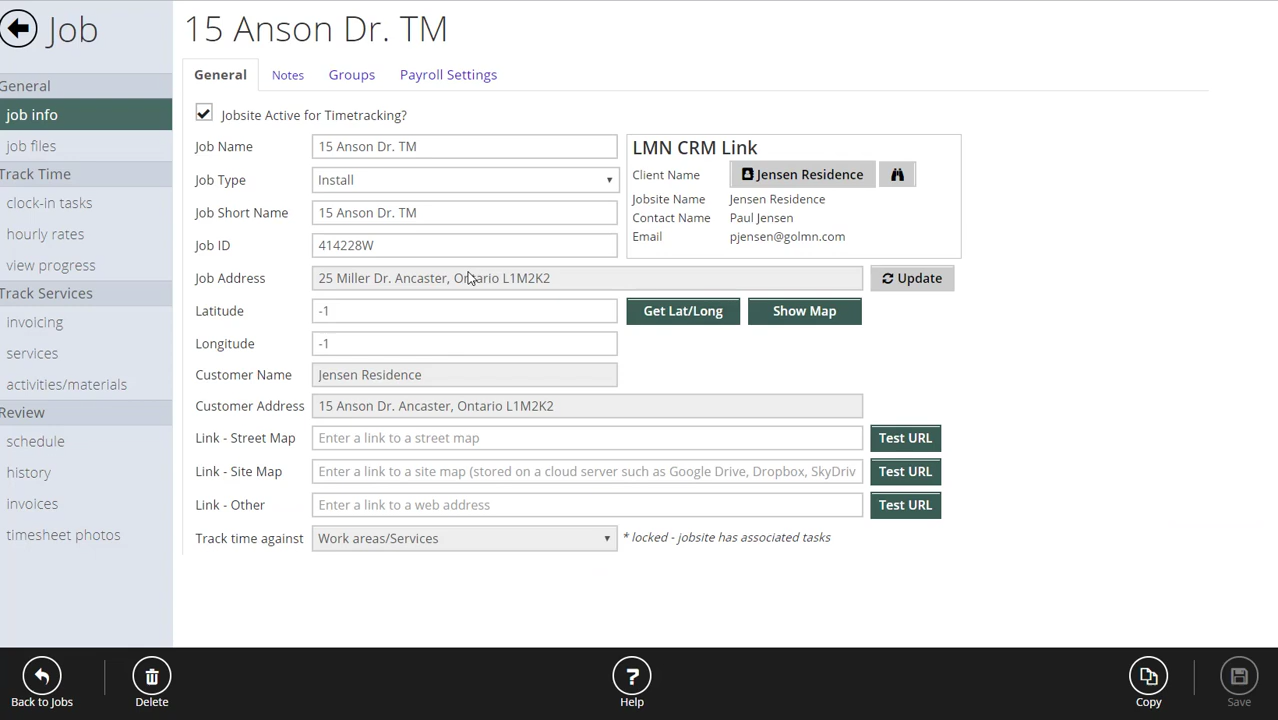 Job
General
job info
job files
Track Time
clock-in tasks
hourly rates
view progress
Track Services
invoicing
services
activities/materials
Review
schedule
history
invoices
timesheet photos
15 Anson Dr. TM
General Notes Groups Payroll Settings
Jobsite Active for Timetracking?
Job Name 15 Anson Dr. TM
Job Type Install
Job Short Name 15 Anson Dr. TM
Job ID 414228W
LMN CRM Link
Client Name Jensen Residence
Jobsite Name Jensen Residence
Contact Name Paul Jensen
Email pjensen@golmn.com
Job Address 25 Miller Dr. Ancaster, Ontario L1M2K2 Update
Latitude -1 Get Lat/Long Show Map
Longitude -1
Customer Name Jensen Residence
Customer Address 15 Anson Dr. Ancaster, Ontario L1M2K2
Link - Street Map Enter a link to a street map Test URL
Link - Site Map Enter a link to a site map (stored on a cloud server such as Google Drive, Dropbox, SkyDriv Test URL
Link - Other Enter a link to a web address Test URL
Track time against Work areas/Services * locked - jobsite has associated tasks
Back to Jobs Delete ? Help Copy Save